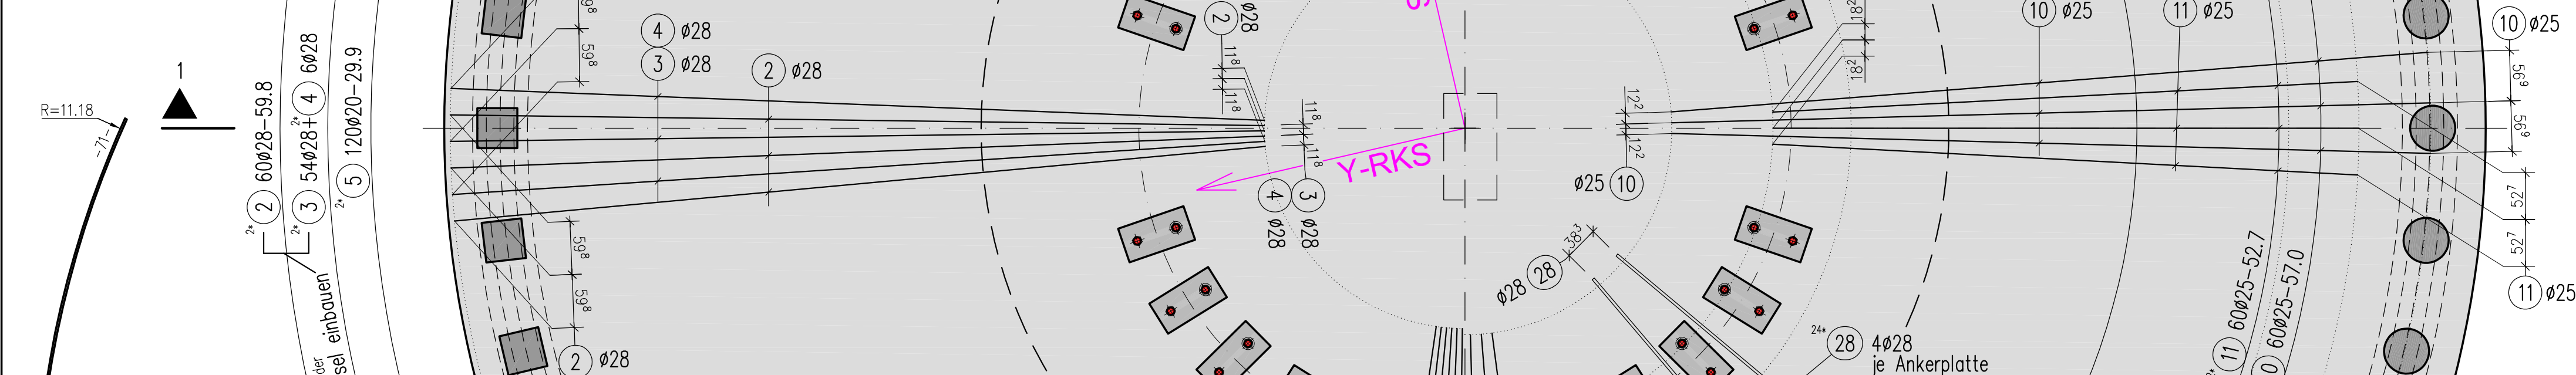 R=11.18
-71-
1
2* 2 60ø28-59.8
2* 3 54ø28+ 2* 4 6ø28
2* 5 120ø20-29.9
der
sel einbauen
59⁸
59⁸
4 ø28
3 ø28
2 ø28
59⁸
59⁸
2 ø28
2 ø28
11⁸
11⁸
11⁸
11⁸
4 ø28
3 ø28
Y-RKS
12²
12²
ø25 10
18²
18²
10 ø25
11 ø25
10 ø25
56⁹
56⁹
52⁷
52⁷
11 ø25
38³
ø28 28
24* 28 4ø28
je Ankerplatte
11 60ø25-52.7
60ø25-57.0